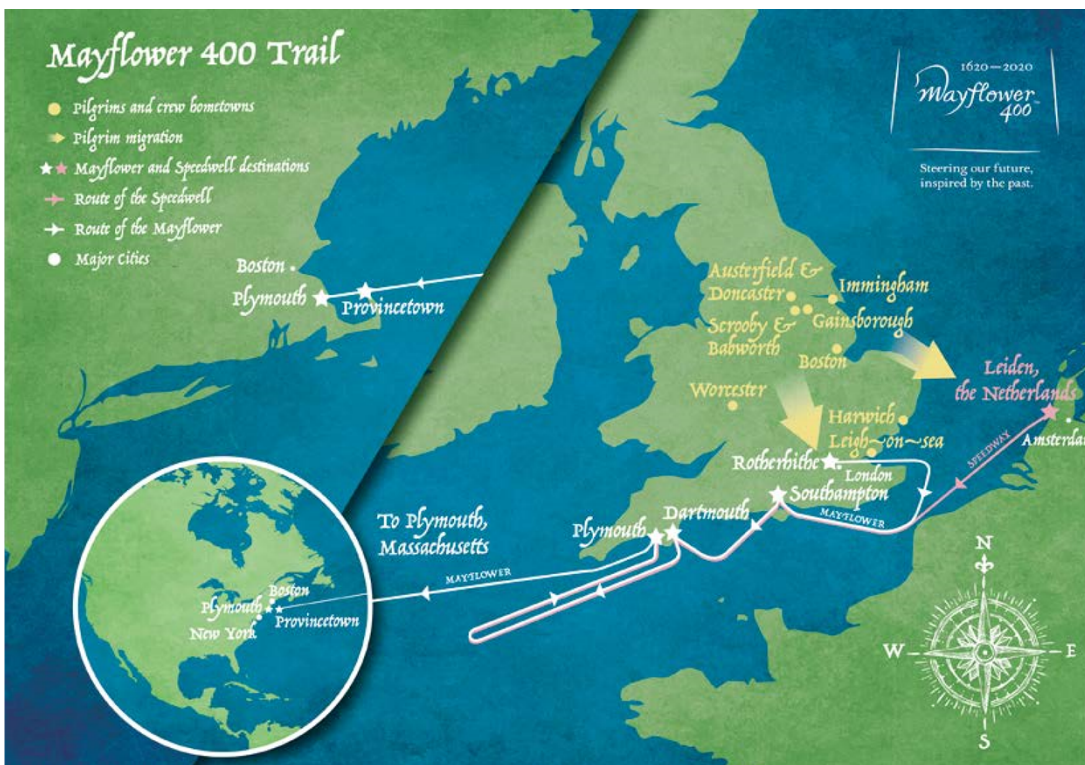 Mayflower 400 Trail
Pilgrims and crew hometowns
Pilgrim migration
Mayflower and Speedwell destinations
Route of the Speedwell
Route of the Mayflower
Major Cities
1620—2020
Mayflower
400™
Steering our future,
inspired by the past.
Boston
Plymouth
Provincetown
Austerfield &
Doncaster
Immingham
Scrooby &
Babworth
Gainsborough
Boston
Worcester
Harwich
Leigh-on-sea
Leiden,
the Netherlands
Amsterda
SPEEDWAY
Rotherhithe
London
Southampton
MAYFLOWER
Dartmouth
Plymouth
To Plymouth,
Massachusetts
MAYFLOWER
Boston
Plymouth
Provincetown
New York
N
W
E
S